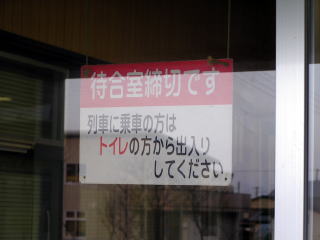 待合室締切です
列車に乗車の方は
トイレの方から出入り
してください。